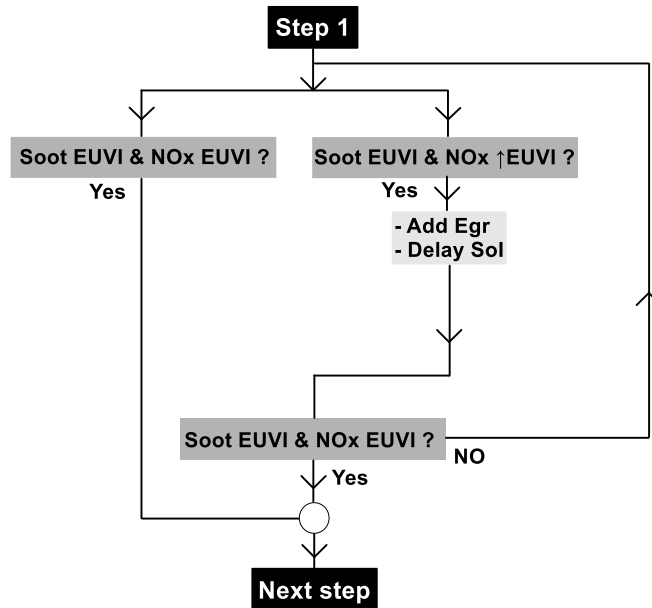 Step 1
Soot EUVI & NOx EUVI ?
Soot EUVI & NOx ↑EUVI ?
Yes
Yes
- Add Egr
- Delay Sol
Soot EUVI & NOx EUVI ?
NO
Yes
Next step